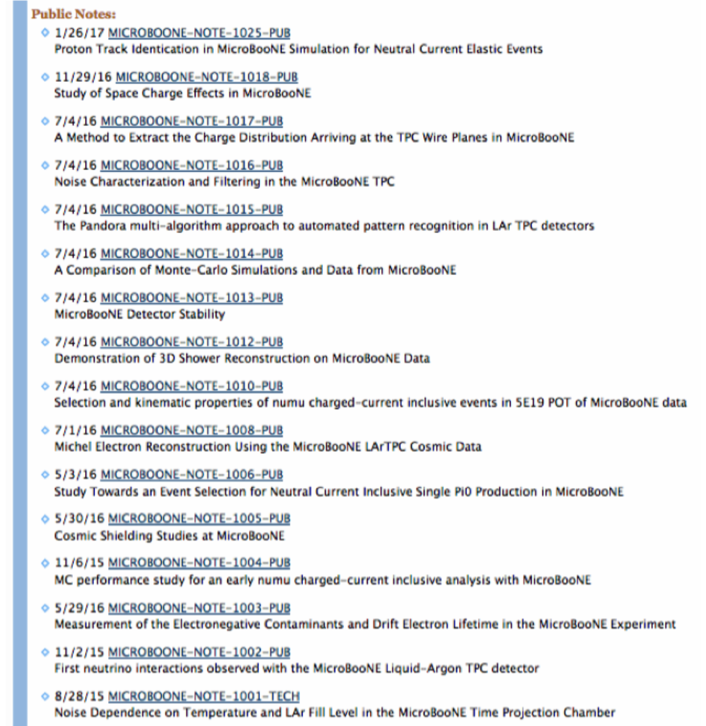 Public Notes:
1/26/17 MICROBOONE-NOTE-1025-PUB
Proton Track Identication in MicroBooNE Simulation for Neutral Current Elastic Events
11/29/16 MICROBOONE-NOTE-1018-PUB
Study of Space Charge Effects in MicroBooNE
7/4/16 MICROBOONE-NOTE-1017-PUB
A Method to Extract the Charge Distribution Arriving at the TPC Wire Planes in MicroBooNE
7/4/16 MICROBOONE-NOTE-1016-PUB
Noise Characterization and Filtering in the MicroBooNE TPC
7/4/16 MICROBOONE-NOTE-1015-PUB
The Pandora multi-algorithm approach to automated pattern recognition in LAr TPC detectors
7/4/16 MICROBOONE-NOTE-1014-PUB
A Comparison of Monte-Carlo Simulations and Data from MicroBooNE
7/4/16 MICROBOONE-NOTE-1013-PUB
MicroBooNE Detector Stability
7/4/16 MICROBOONE-NOTE-1012-PUB
Demonstration of 3D Shower Reconstruction on MicroBooNE Data
7/4/16 MICROBOONE-NOTE-1010-PUB
Selection and kinematic properties of numu charged-current inclusive events in 5E19 POT of MicroBooNE data
7/1/16 MICROBOONE-NOTE-1008-PUB
Michel Electron Reconstruction Using the MicroBooNE LArTPC Cosmic Data
5/3/16 MICROBOONE-NOTE-1006-PUB
Study Towards an Event Selection for Neutral Current Inclusive Single Pi0 Production in MicroBooNE
5/30/16 MICROBOONE-NOTE-1005-PUB
Cosmic Shielding Studies at MicroBooNE
11/6/15 MICROBOONE-NOTE-1004-PUB
MC performance study for an early numu charged-current inclusive analysis with MicroBooNE
5/29/16 MICROBOONE-NOTE-1003-PUB
Measurement of the Electronegative Contaminants and Drift Electron Lifetime in the MicroBooNE Experiment
11/2/15 MICROBOONE-NOTE-1002-PUB
First neutrino interactions observed with the MicroBooNE Liquid-Argon TPC detector
8/28/15 MICROBOONE-NOTE-1001-TECH
Noise Dependence on Temperature and LAr Fill Level in the MicroBooNE Time Projection Chamber